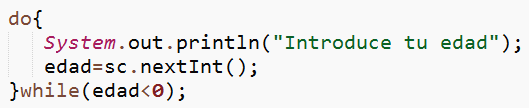 do{
System.out.println("Introduce tu edad");
edad=sc.nextInt();
}while(edad<0);